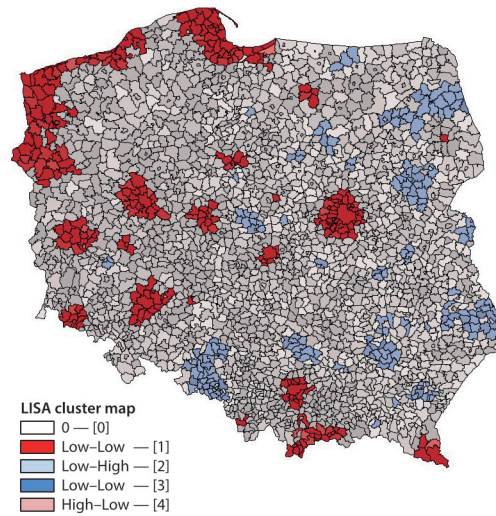 LISA cluster map
0 — [0]
Low–Low — [1]
Low–High — [2]
Low–Low — [3]
High–Low — [4]